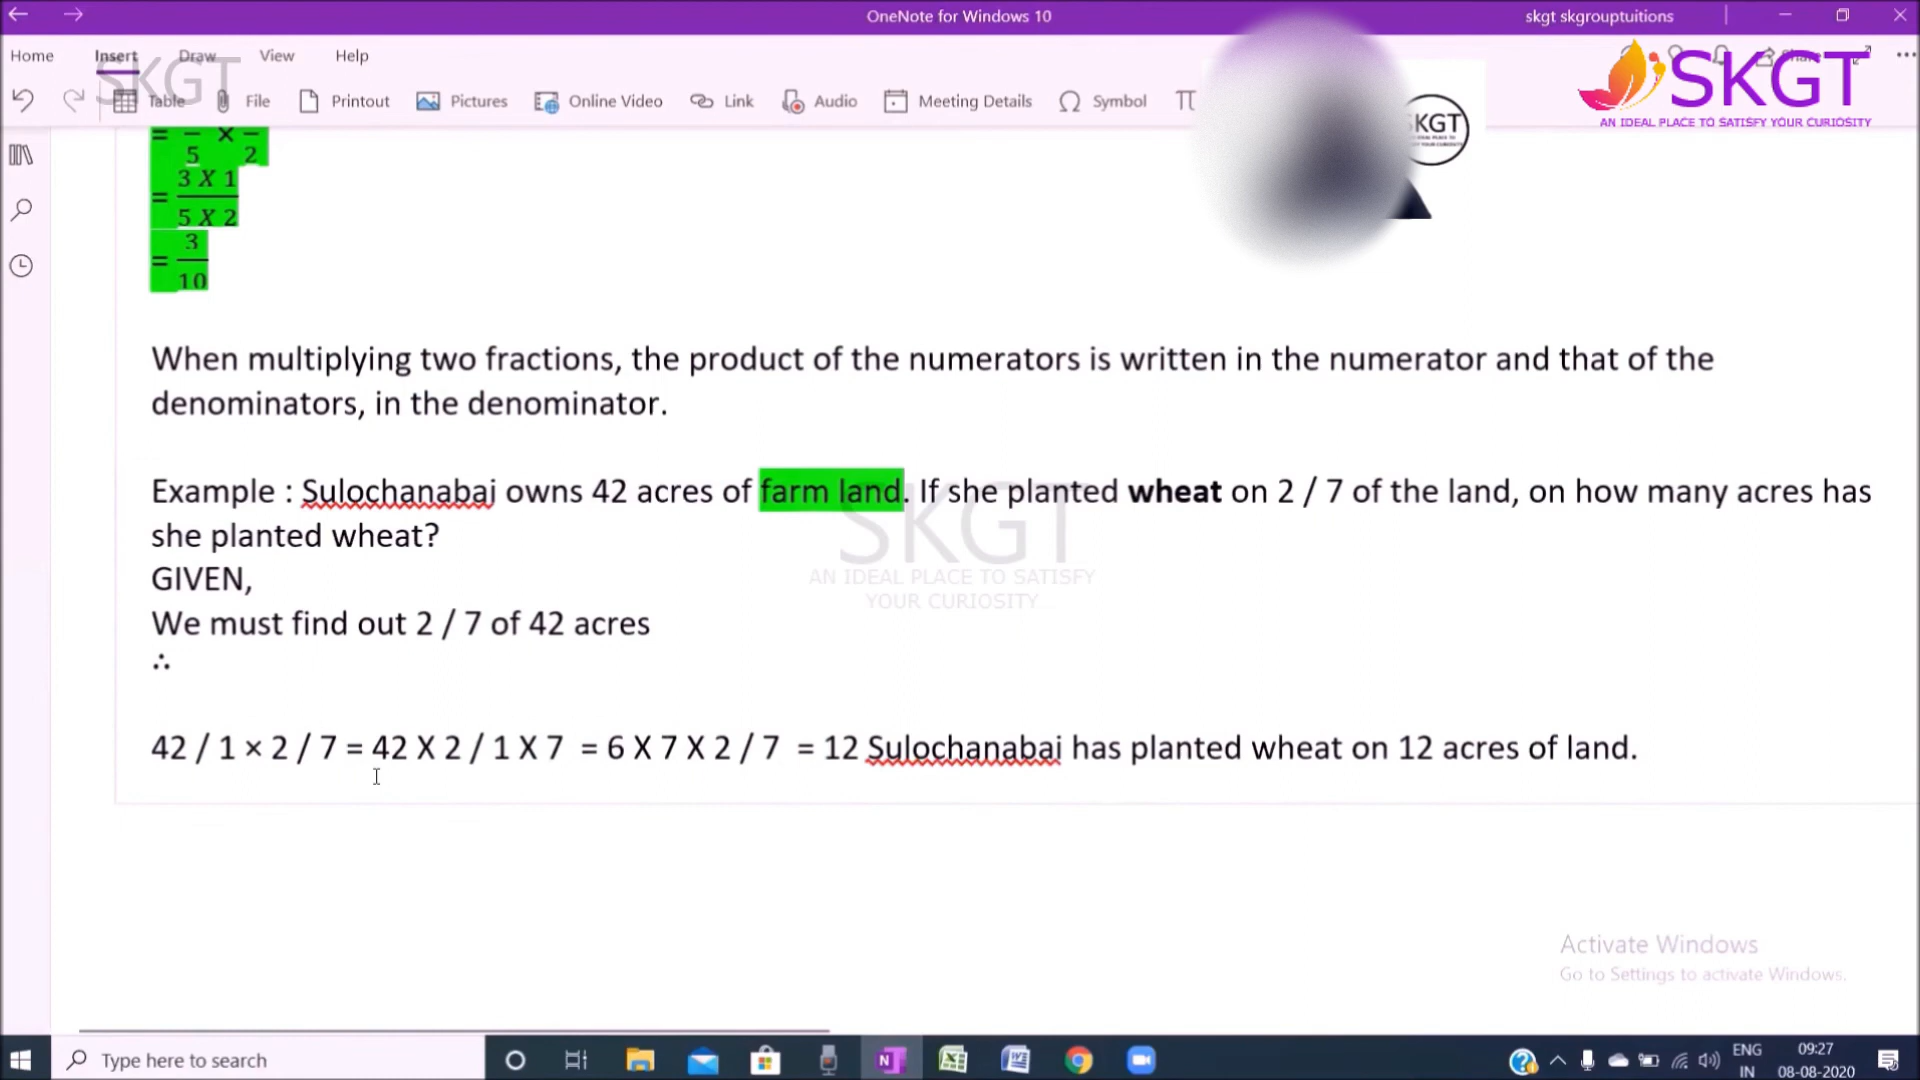 OneNote for Windows 10
skgt skgrouptuitions
Home Insert Draw View Help
SKGT
Table File Printout Pictures Online Video Link Audio Meeting Details Symbol
SKGT
AN IDEAL PLACE TO SATISFY YOUR CURIOSITY
= — × —
5 2
= 3 X 1
5 X 2
= 3
10
When multiplying two fractions, the product of the numerators is written in the numerator and that of the
denominators, in the denominator.
Example : Sulochanabai owns 42 acres of farm land. If she planted wheat on 2 / 7 of the land, on how many acres has
she planted wheat?
SKGT
AN IDEAL PLACE TO SATISFY
YOUR CURIOSITY
GIVEN,
We must find out 2 / 7 of 42 acres
∴
42 / 1 × 2 / 7 = 42 X 2 / 1 X 7 = 6 X 7 X 2 / 7 = 12 Sulochanabai has planted wheat on 12 acres of land.
Activate Windows
Go to Settings to activate Windows.
Type here to search
ENG
IN
09:27
08-08-2020